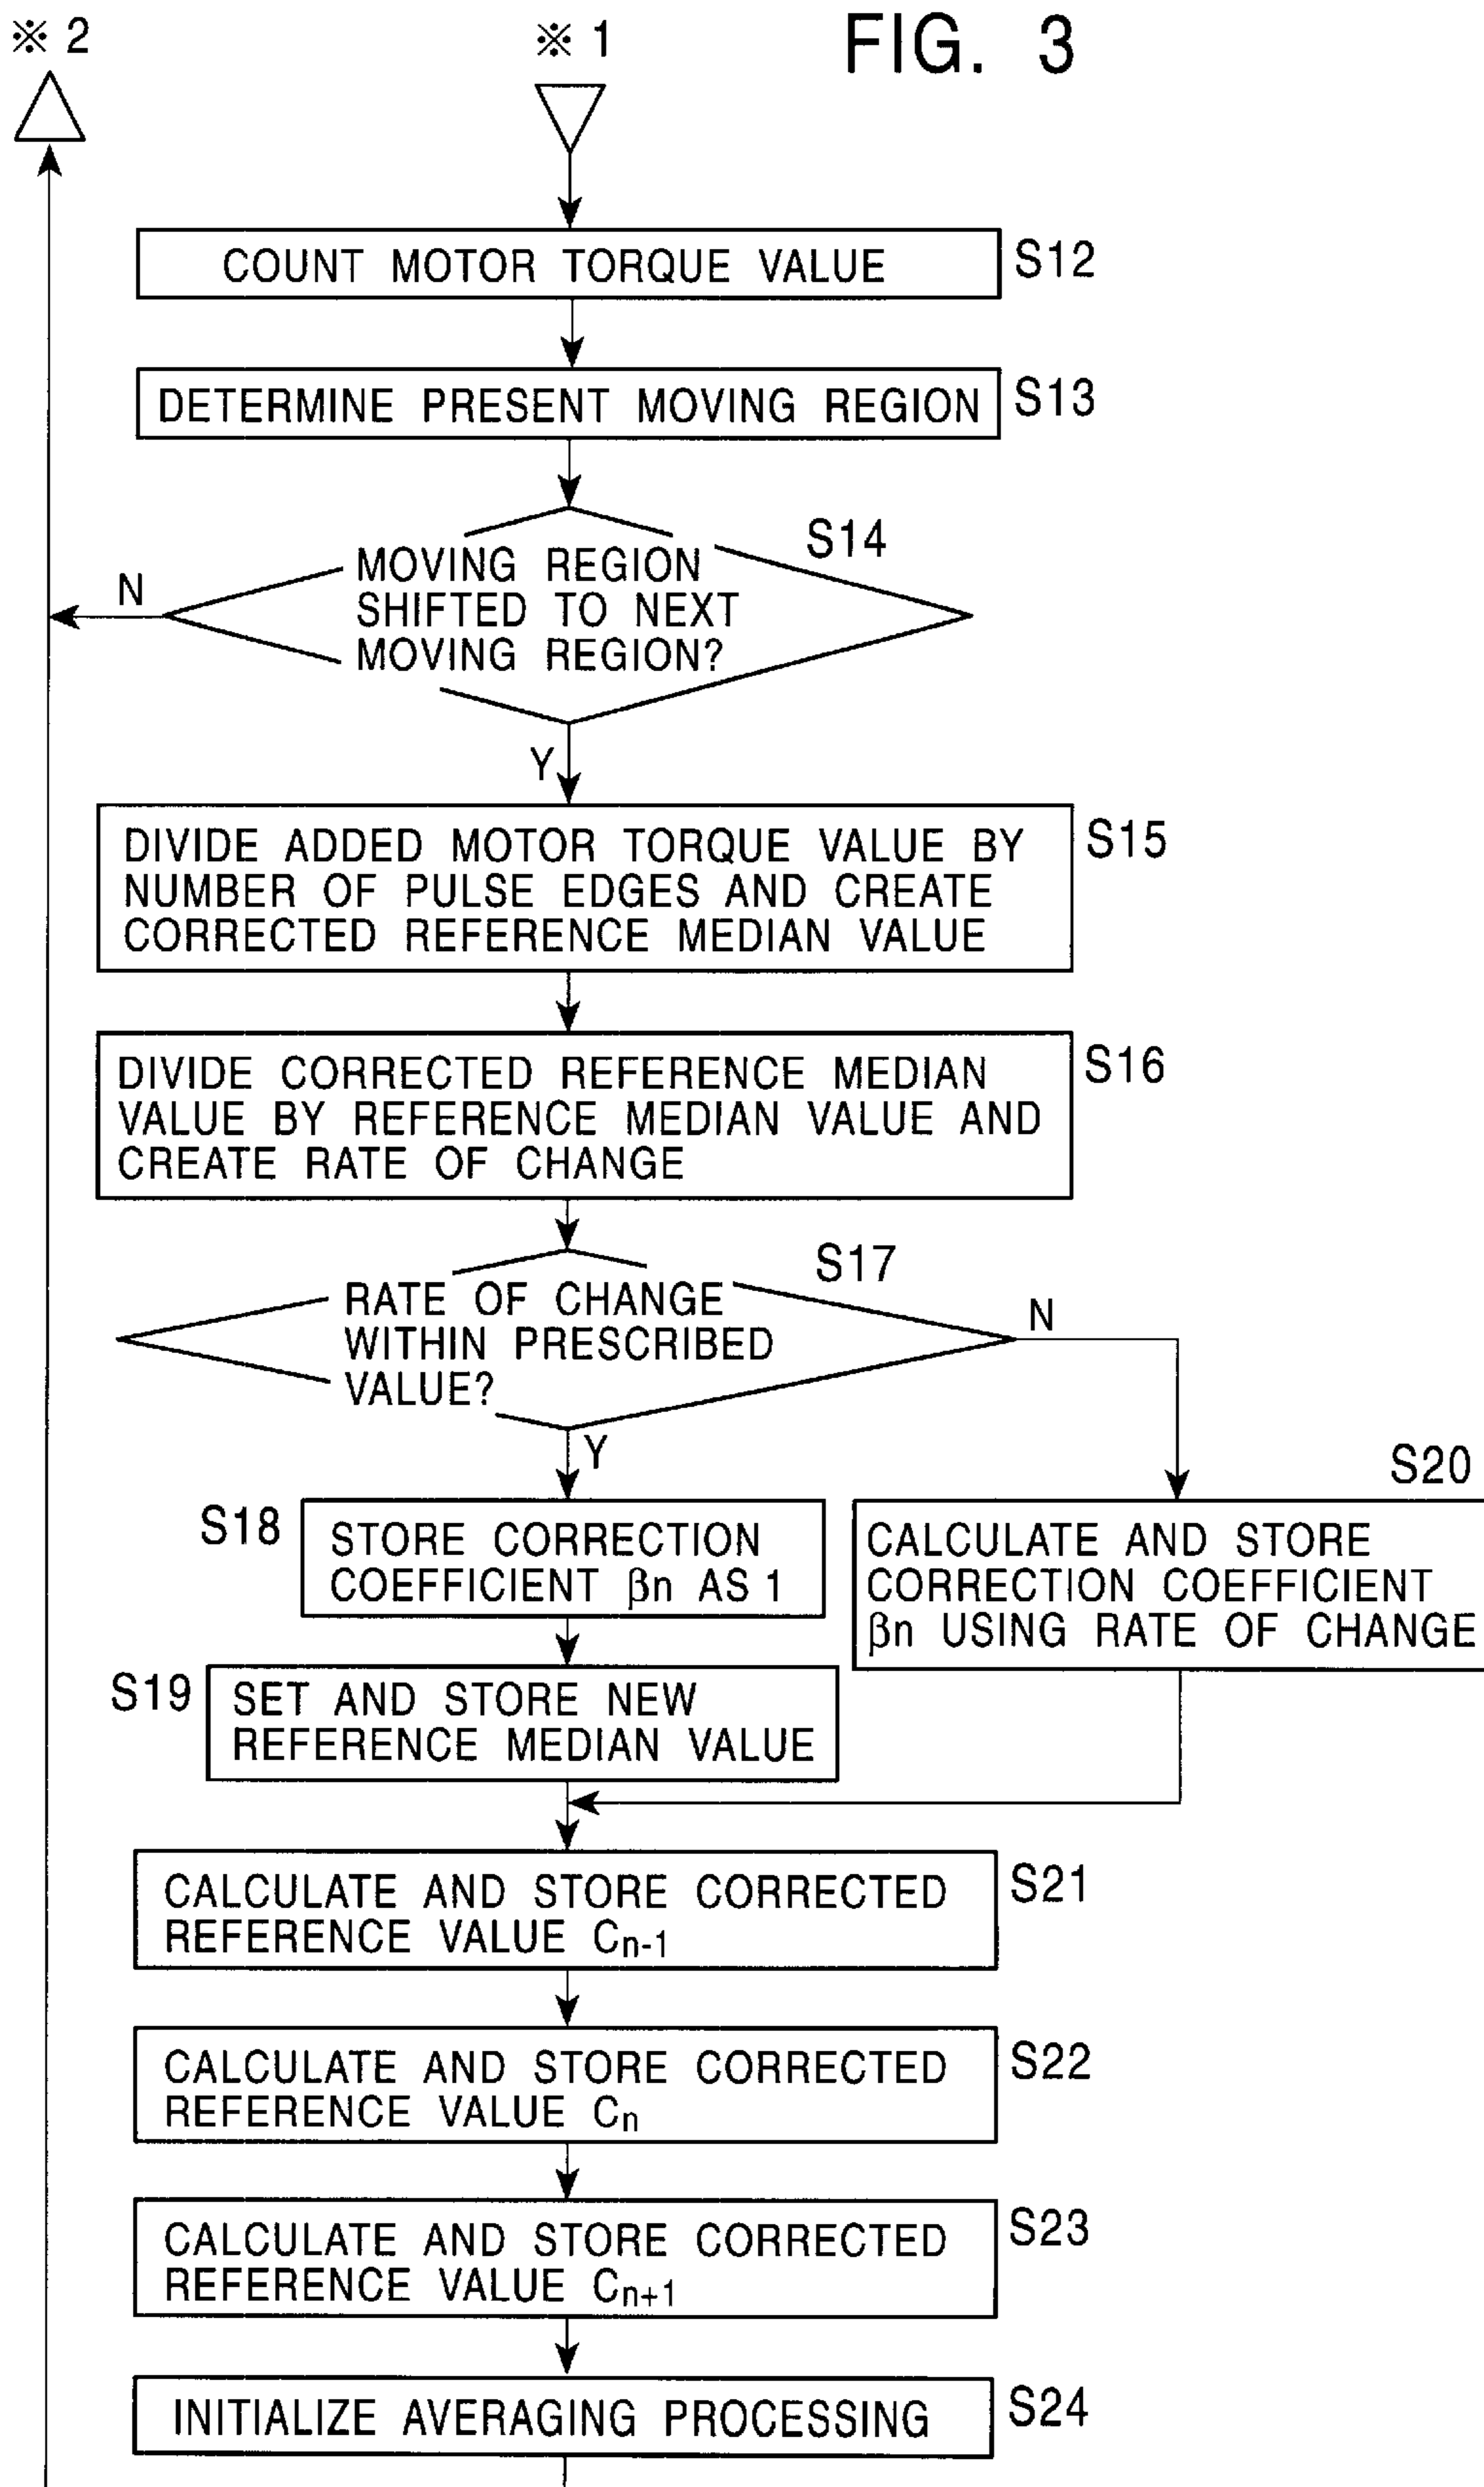 ※ 2
※ 1
FIG. 3
COUNT MOTOR TORQUE VALUE
S12
DETERMINE PRESENT MOVING REGION
S13
S14
MOVING REGION
SHIFTED TO NEXT
MOVING REGION?
N
Y
DIVIDE ADDED MOTOR TORQUE VALUE BY
NUMBER OF PULSE EDGES AND CREATE
CORRECTED REFERENCE MEDIAN VALUE
S15
DIVIDE CORRECTED REFERENCE MEDIAN
VALUE BY REFERENCE MEDIAN VALUE AND
CREATE RATE OF CHANGE
S16
S17
RATE OF CHANGE
WITHIN PRESCRIBED
VALUE?
N
Y
S18
STORE CORRECTION
COEFFICIENT βn AS 1
S20
CALCULATE AND STORE
CORRECTION COEFFICIENT
βn USING RATE OF CHANGE
S19
SET AND STORE NEW
REFERENCE MEDIAN VALUE
CALCULATE AND STORE CORRECTED
REFERENCE VALUE Cn-1
S21
CALCULATE AND STORE CORRECTED
REFERENCE VALUE Cn
S22
CALCULATE AND STORE CORRECTED
REFERENCE VALUE Cn+1
S23
INITIALIZE AVERAGING PROCESSING
S24